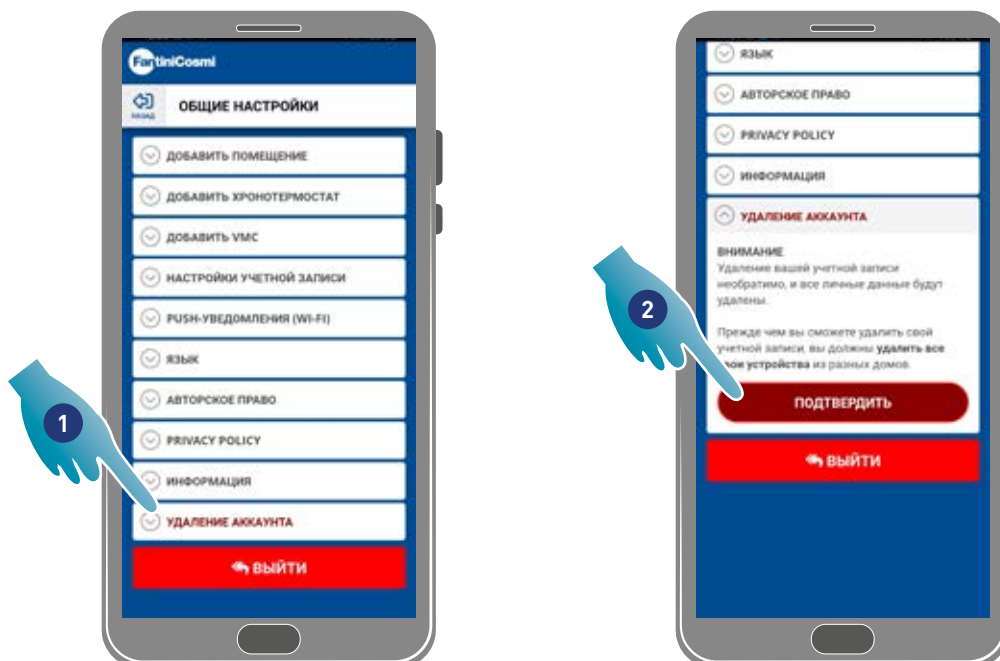 FantiniCosmi
НАЗАД
ОБЩИЕ НАСТРОЙКИ
ДОБАВИТЬ ПОМЕЩЕНИЕ
ДОБАВИТЬ ХРОНОТЕРМОСТАТ
ДОБАВИТЬ VMC
НАСТРОЙКИ УЧЕТНОЙ ЗАПИСИ
PUSH-УВЕДОМЛЕНИЯ (WI-FI)
ЯЗЫК
АВТОРСКОЕ ПРАВО
PRIVACY POLICY
ИНФОРМАЦИЯ
УДАЛЕНИЕ АККАУНТА
ВЫЙТИ
1
ЯЗЫК
АВТОРСКОЕ ПРАВО
PRIVACY POLICY
ИНФОРМАЦИЯ
УДАЛЕНИЕ АККАУНТА
ВНИМАНИЕ
Удаление вашей учетной записи
необратимо, и все личные данные будут
удалены.
Прежде чем вы сможете удалить свой
учетной записи, вы должны удалить все
свои устройства из разных домов.
ПОДТВЕРДИТЬ
ВЫЙТИ
2